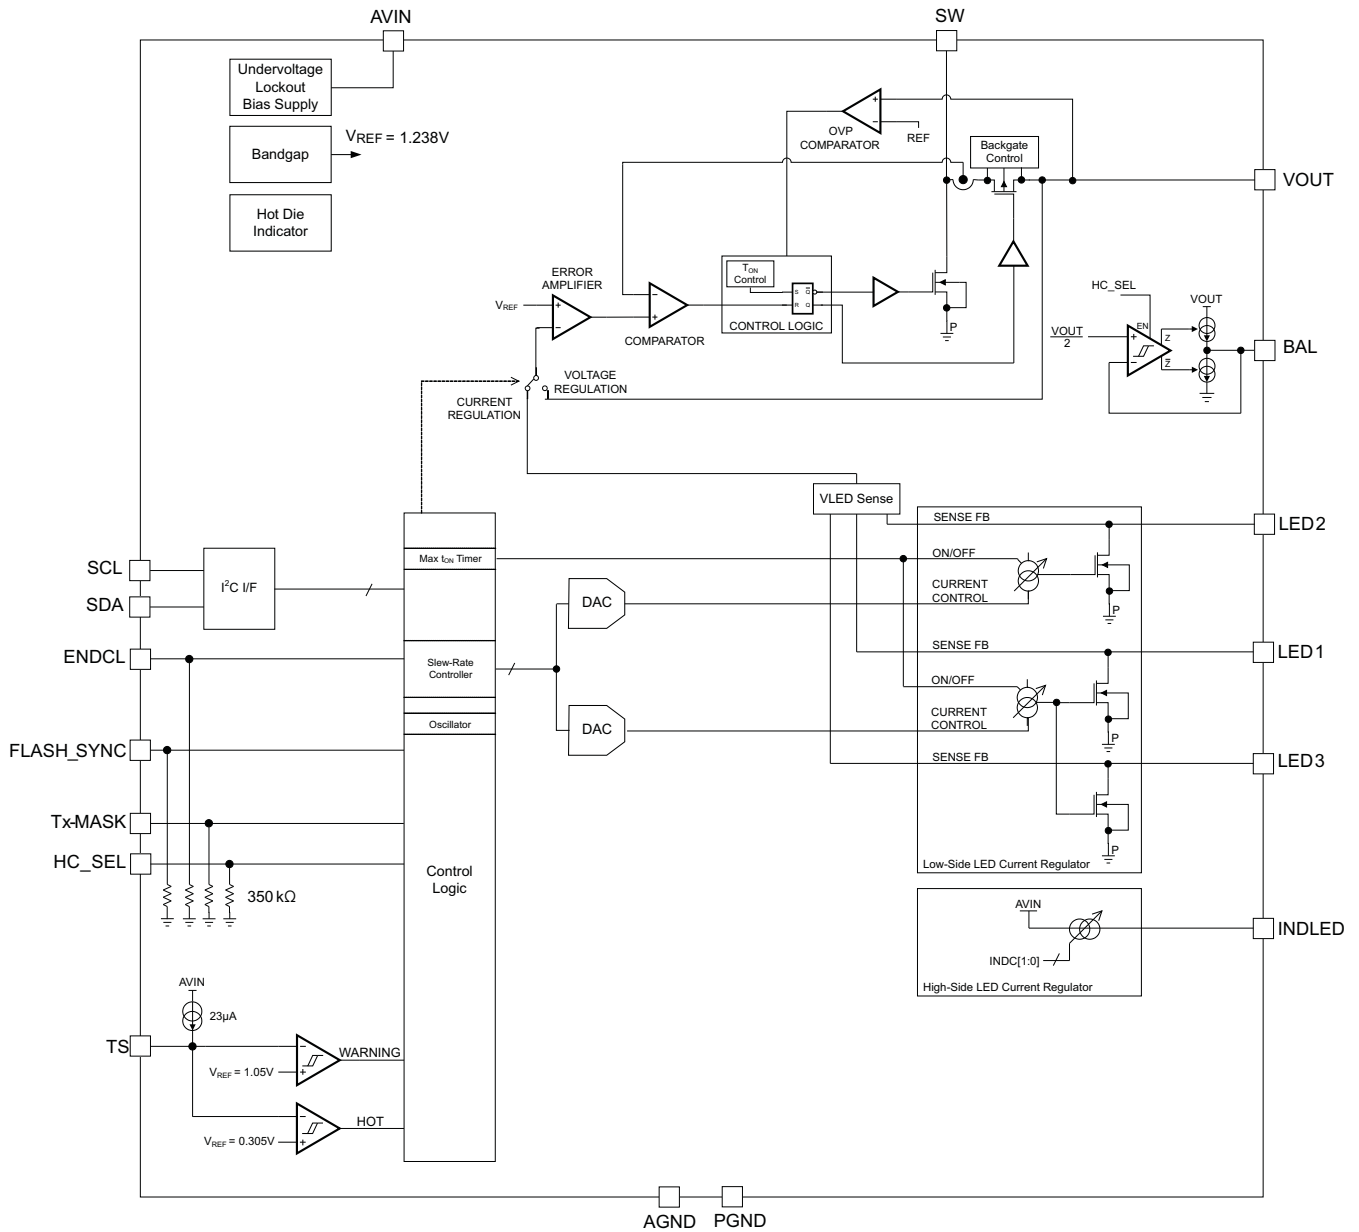 AVIN
SW
Undervoltage
Lockout
Bias Supply
Bandgap
VREF = 1.238V
Hot Die
Indicator
OVP
COMPARATOR
+
−
REF
Backgate
Control
VOUT
ERROR
AMPLIFIER
VREF
+
−
−
+
COMPARATOR
TON
Control
S
R
Q̅
Q
CONTROL LOGIC
P
HC_SEL
VOUT
VOUT
2
EN
+
−
Z
Z̅
BAL
VOLTAGE
REGULATION
CURRENT
REGULATION
VLED Sense
SENSE FB
LED2
ON/OFF
CURRENT
CONTROL
P
SENSE FB
LED1
ON/OFF
CURRENT
CONTROL
P
SENSE FB
LED3
P
Low-Side LED Current Regulator
SCL
SDA
I²C I/F
Max tON Timer
DAC
ENDCL
Slew-Rate
Controller
Oscillator
DAC
FLASH_SYNC
Tx-MASK
HC_SEL
350 kΩ
Control
Logic
AVIN
INDC[1:0]
INDLED
High-Side LED Current Regulator
AVIN
23µA
TS
−
+
WARNING
VREF = 1.05V
−
+
HOT
VREF = 0.305V
AGND
PGND